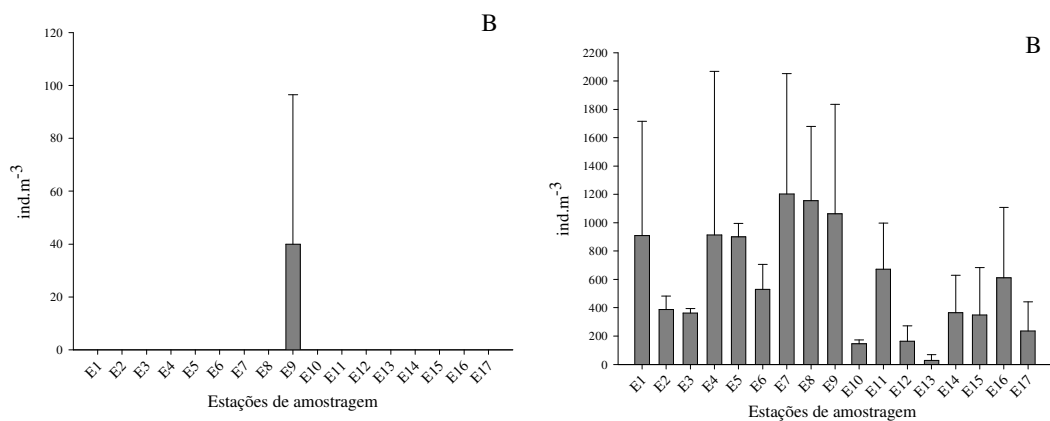 B
120
100
80
60
40
20
0
ind.m-3
E1 E2 E3 E4 E5 E6 E7 E8 E9 E10 E11 E12 E13 E14 E15 E16 E17
Estações de amostragem
B
2200
2000
1800
1600
1400
1200
1000
800
600
400
200
0
ind.m-3
E1 E2 E3 E4 E5 E6 E7 E8 E9 E10 E11 E12 E13 E14 E15 E16 E17
Estações de amostragem